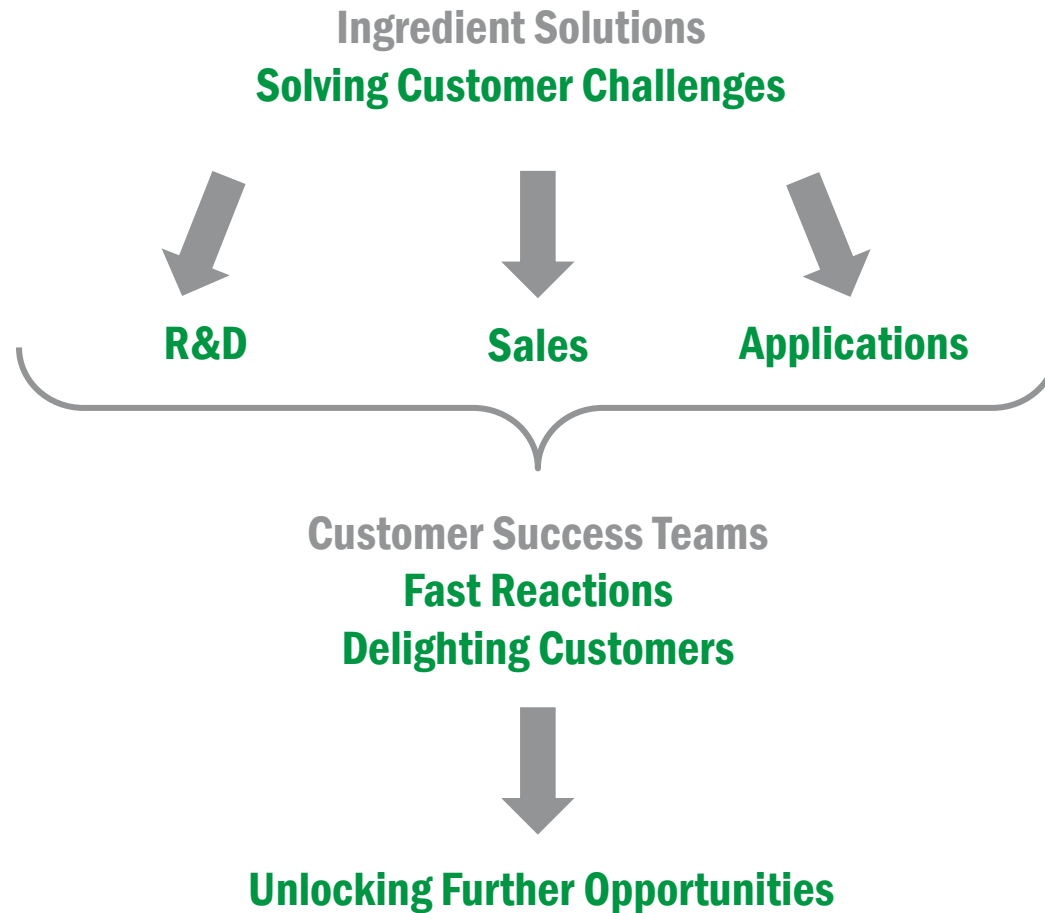 Ingredient Solutions
Solving Customer Challenges
R&D
Sales
Applications
Customer Success Teams
Fast Reactions
Delighting Customers
Unlocking Further Opportunities